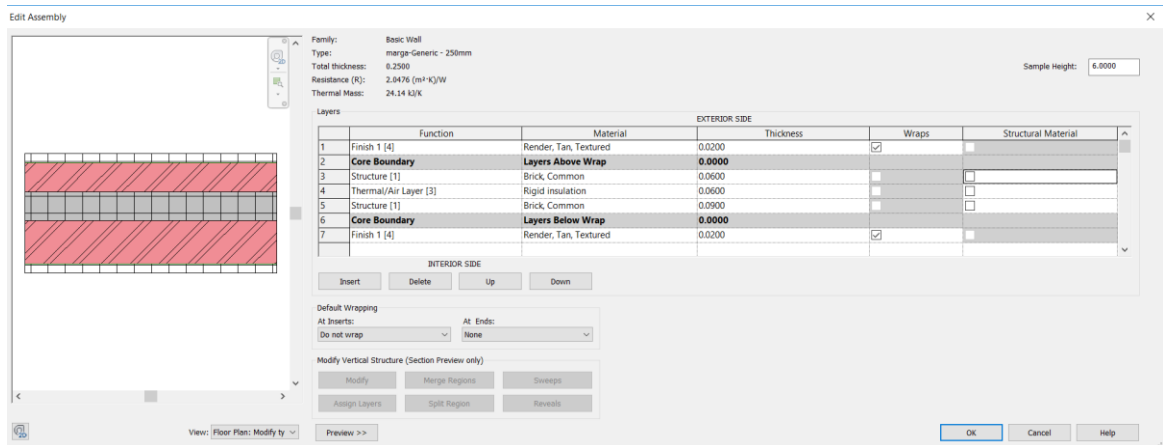 Edit Assembly
Family: Basic Wall
Type: marga-Generic - 250mm
Total thickness: 0.2500
Resistance (R): 2.0476 (m²·K)/W
Thermal Mass: 24.14 kJ/K
Sample Height: 6.0000
Layers
EXTERIOR SIDE
Function Material Thickness Wraps Structural Material
1 Finish 1 [4] Render, Tan, Textured 0.0200
2 Core Boundary Layers Above Wrap 0.0000
3 Structure [1] Brick, Common 0.0600
4 Thermal/Air Layer [3] Rigid insulation 0.0600
5 Structure [1] Brick, Common 0.0900
6 Core Boundary Layers Below Wrap 0.0000
7 Finish 1 [4] Render, Tan, Textured 0.0200
INTERIOR SIDE
Insert Delete Up Down
Default Wrapping
At Inserts: At Ends:
Do not wrap None
Modify Vertical Structure (Section Preview only)
Modify Merge Regions Sweeps
Assign Layers Split Region Reveals
View: Floor Plan: Modify ty Preview >> OK Cancel Help